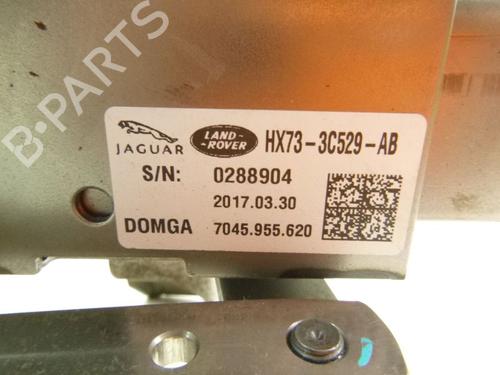 B-PARTS
JAGUAR
LAND-
ROVER
HX73-3C529-AB
S/N: 0288904
2017.03.30
DOMGA 7045.955.620